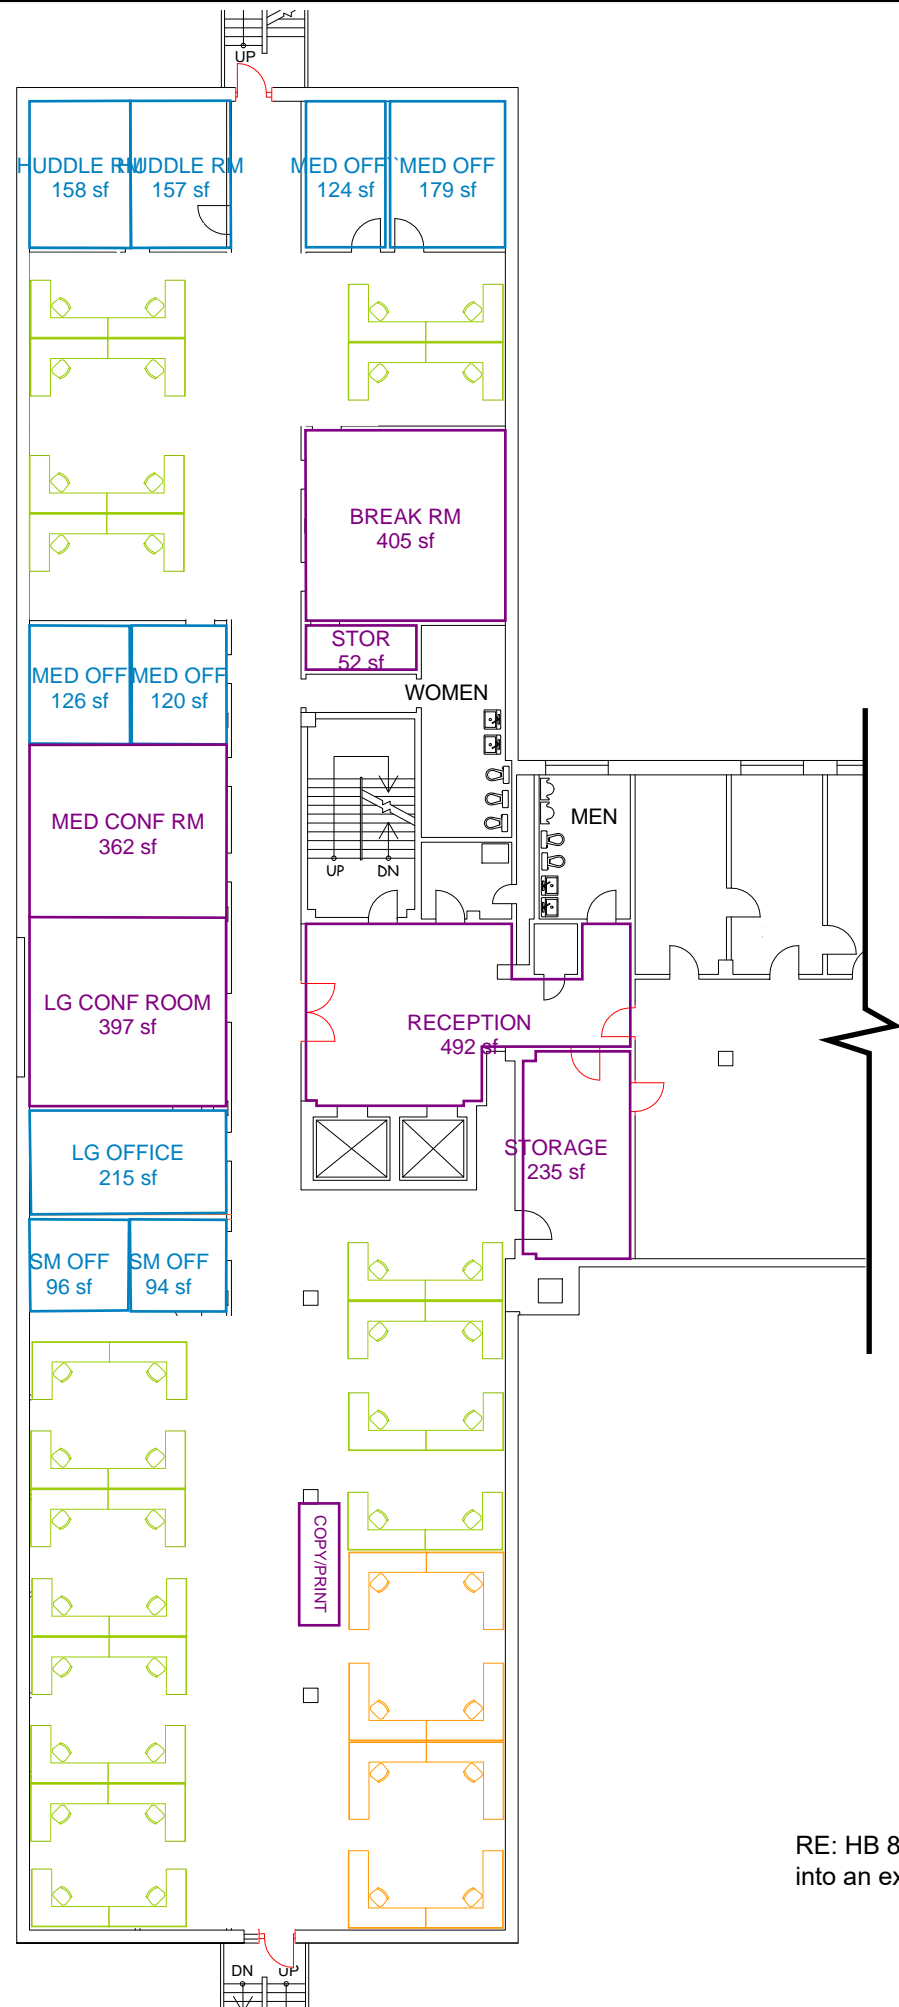 UP
HUDDLE RM
158 sf
HUDDLE RM
157 sf
MED OFF
124 sf
MED OFF
179 sf
BREAK RM
405 sf
STOR
52 sf
WOMEN
MED OFF
126 sf
MED OFF
120 sf
MED CONF RM
362 sf
MEN
UP
DN
LG CONF ROOM
397 sf
RECEPTION
492 sf
LG OFFICE
215 sf
STORAGE
235 sf
SM OFF
96 sf
SM OFF
94 sf
COPY/PRINT
RE: HB 8
into an ex
DN
UP